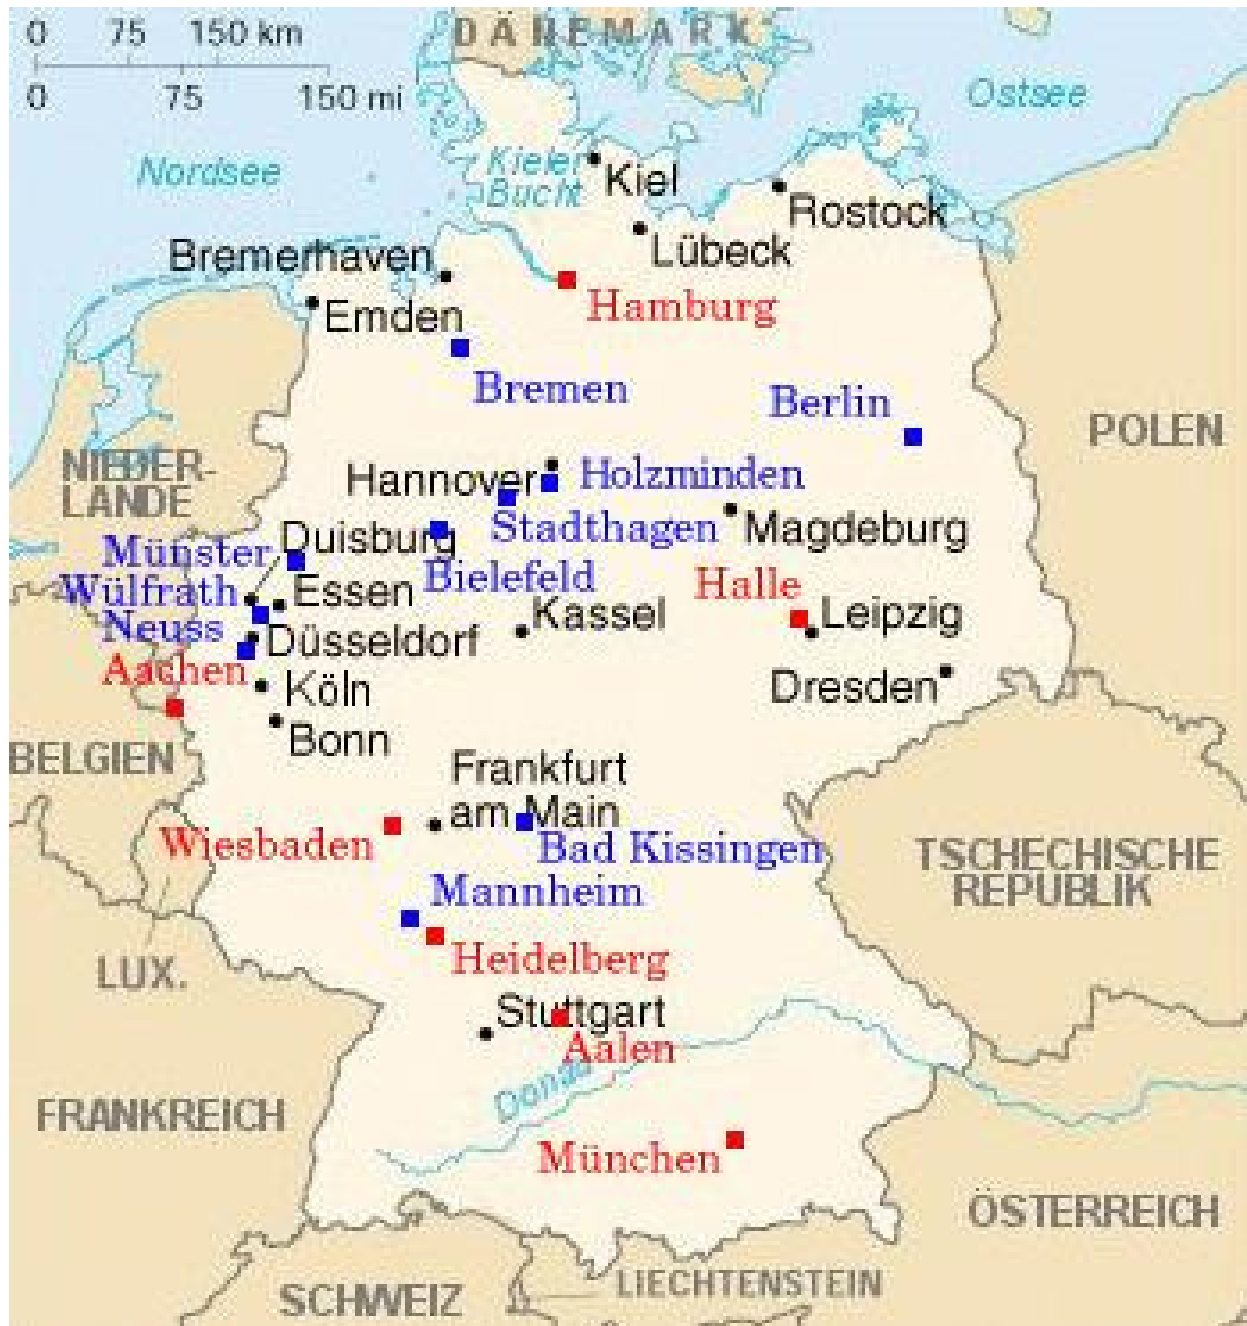 0 75 150 km
0 75 150 mi
DÄNEMARK
Ostsee
Nordsee
Kieler
Bucht
Kiel
Rostock
Lübeck
Bremerhaven
Hamburg
Emden
Bremen
Berlin
POLEN
NIEDER-
LANDE
Hannover
Holzminden
Stadthagen
Magdeburg
Duisburg
Münster
Bielefeld
Halle
Wülfrath
Essen
Kassel
Leipzig
Neuss
Düsseldorf
Aachen
Köln
Dresden
Bonn
BELGIEN
Frankfurt
am Main
Wiesbaden
Bad Kissingen
TSCHECHISCHE
REPUBLIK
Mannheim
Heidelberg
LUX.
Stuttgart
Aalen
Donau
FRANKREICH
München
ÖSTERREICH
LIECHTENSTEIN
SCHWEIZ